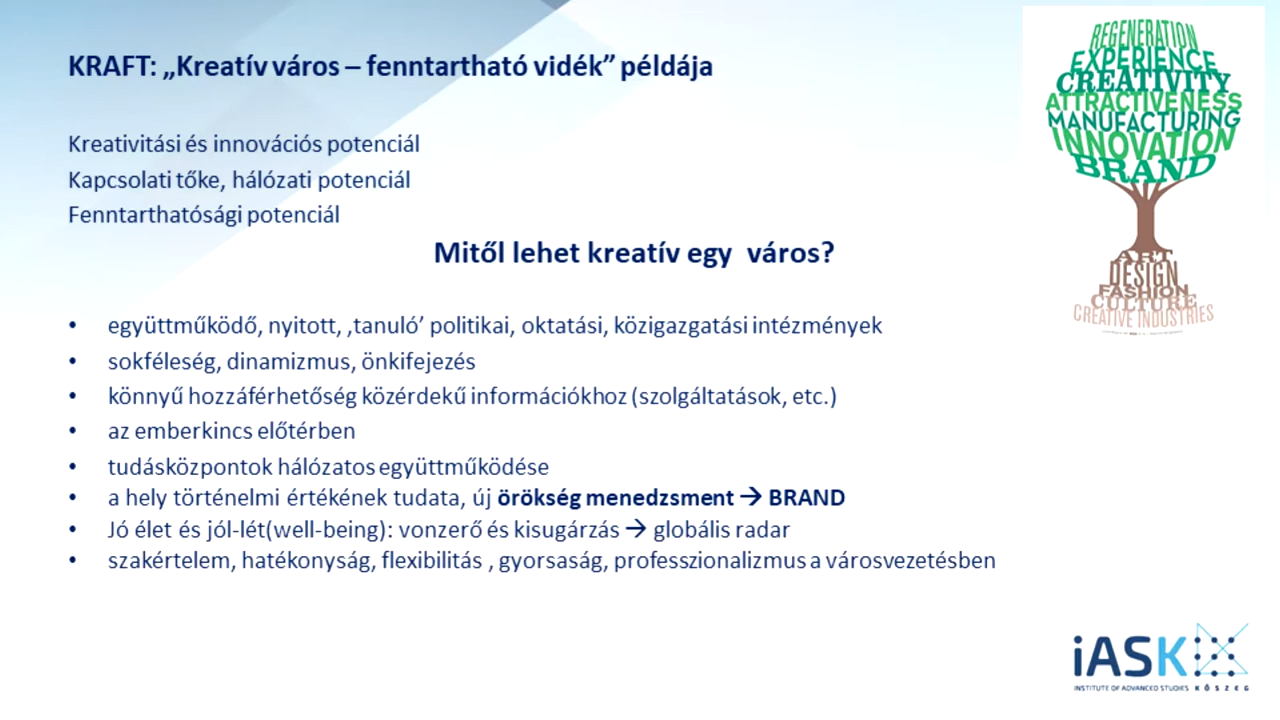 KRAFT: „Kreatív város – fenntartható vidék” példája
Kreativitási és innovációs potenciál
Kapcsolati tőke, hálózati potenciál
Fenntarthatósági potenciál
Mitől lehet kreatív egy város?
• együttműködő, nyitott, ‚tanuló’ politikai, oktatási, közigazgatási intézmények
• sokféleség, dinamizmus, önkifejezés
• könnyű hozzáférhetőség közérdekű információkhoz (szolgáltatások, etc.)
• az emberkincs előtérben
• tudásközpontok hálózatos együttműködése
• a hely történelmi értékének tudata, új örökség menedzsment → BRAND
• Jó élet és jól-lét(well-being): vonzerő és kisugárzás → globális radar
• szakértelem, hatékonyság, flexibilitás , gyorsaság, professzionalizmus a városvezetésben
REGENERATION
EXPERIENCE
CREATIVITY
ATTRACTIVENESS
MANUFACTURING
INNOVATION
BRAND
ART
DESIGN
FASHION
CULTURE
CREATIVE INDUSTRIES
iASK
INSTITUTE OF ADVANCED STUDIES KŐSZEG